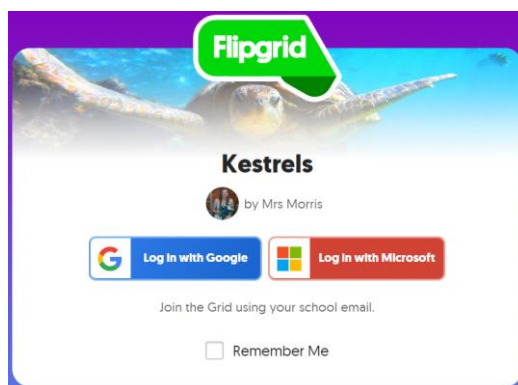 Flipgrid
Kestrels
by Mrs Morris
Log in with Google
Log in with Microsoft
Join the Grid using your school email.
Remember Me